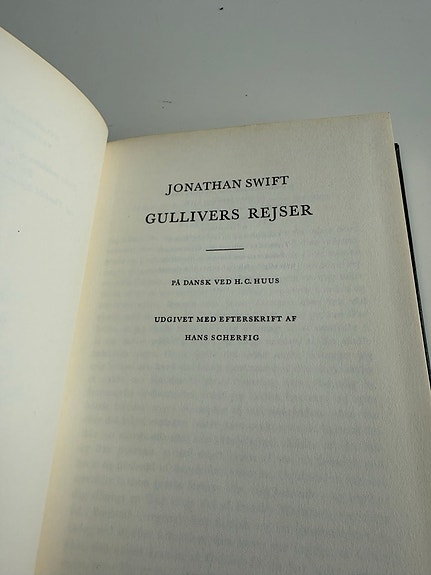 JONATHAN SWIFT
GULLIVERS REJSER
PÅ DANSK VED H. C. HUUS
UDGIVET MED EFTERSKRIFT AF
HANS SCHERFIG